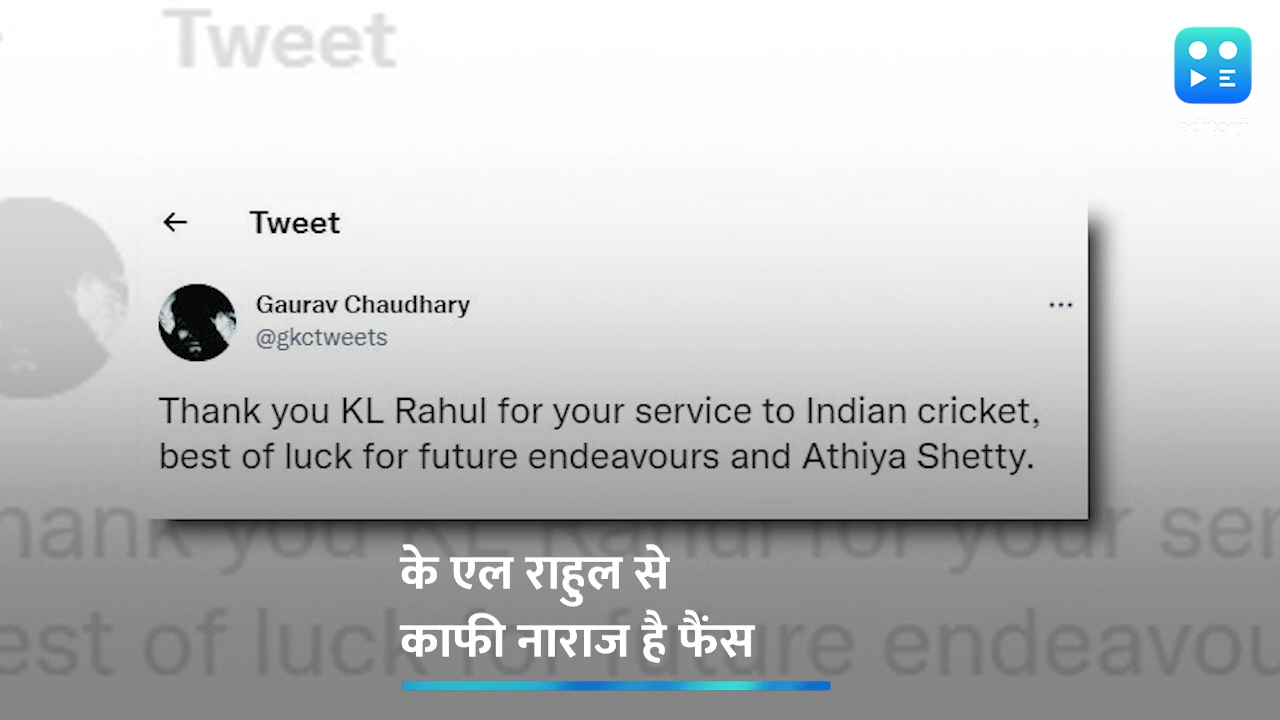 Tweet
editorji
Tweet
Gaurav Chaudhary
@gkctweets
Thank you KL Rahul for your service to Indian cricket,
best of luck for future endeavours and Athiya Shetty.
के एल राहुल से
काफी नाराज है फैंस